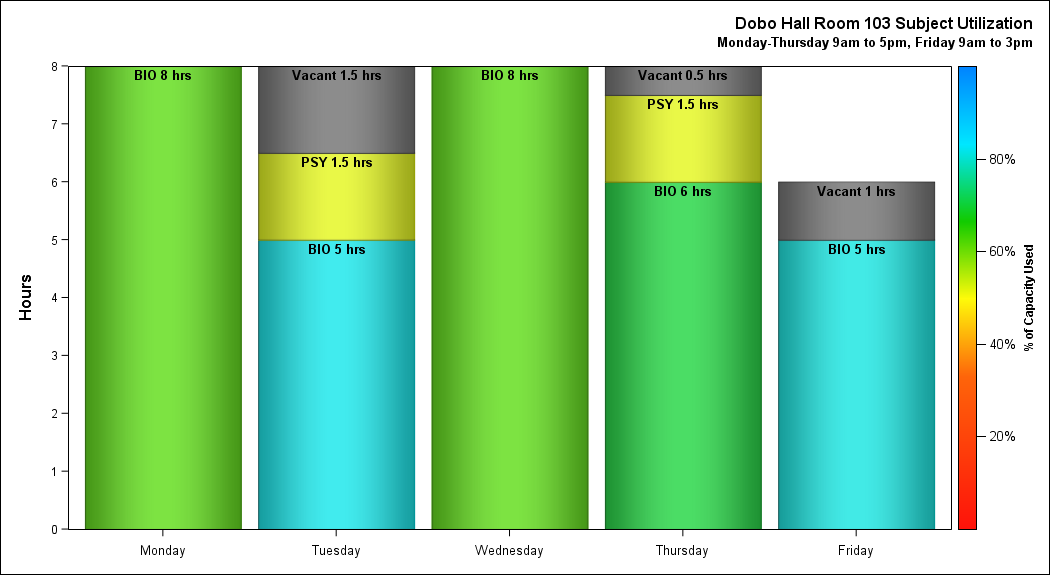 Dobo Hall Room 103 Subject Utilization
Monday-Thursday 9am to 5pm, Friday 9am to 3pm
Hours
8
7
6
5
4
3
2
1
0
BIO 8 hrs
Vacant 1.5 hrs
PSY 1.5 hrs
BIO 5 hrs
BIO 8 hrs
Vacant 0.5 hrs
PSY 1.5 hrs
BIO 6 hrs
Vacant 1 hrs
BIO 5 hrs
Monday
Tuesday
Wednesday
Thursday
Friday
80%
60%
40%
20%
% of Capacity Used